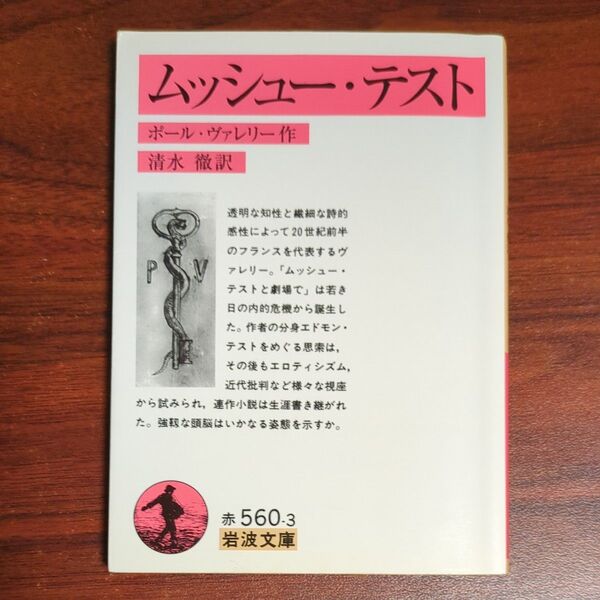 ムッシュー・テスト
ポール・ヴァレリー作
清水 徹訳
透明な知性と繊細な詩的
感性によって20世紀前半
のフランスを代表するヴ
ァレリー。「ムッシュー・
テストと劇場で」は若き
日の内的危機から誕生し
た。作者の分身エドモン・
テストをめぐる思索は,
その後もエロティシズム,
近代批判など様々な視座
から試みられ,連作小説は生涯書き継がれ
た。強靱な頭脳はいかなる姿態を示すか。
P V
赤 560-3
岩波文庫